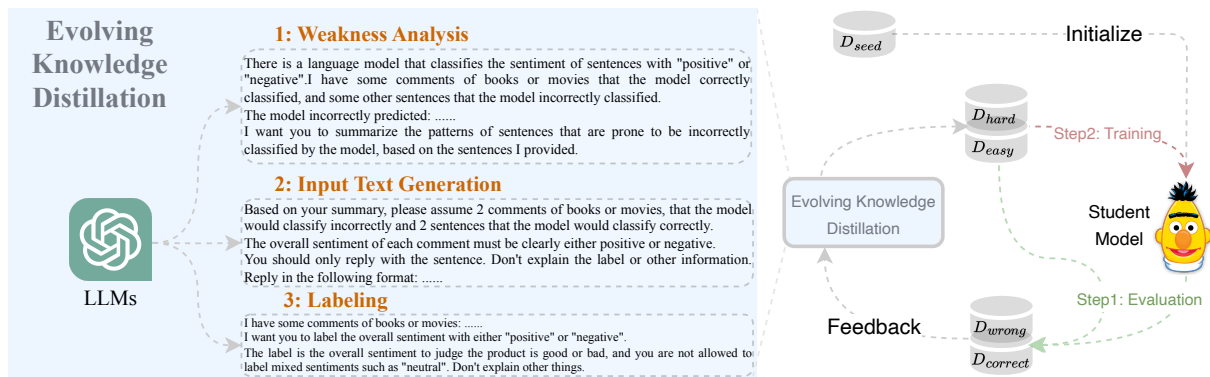 Evolving
Knowledge
Distillation
1: Weakness Analysis
There is a language model that classifies the sentiment of sentences with "positive" or
"negative".I have some comments of books or movies that the model correctly
classified, and some other sentences that the model incorrectly classified.
The model incorrectly predicted: ......
I want you to summarize the patterns of sentences that are prone to be incorrectly
classified by the model, based on the sentences I provided.
2: Input Text Generation
Based on your summary, please assume 2 comments of books or movies, that the model
would classify incorrectly and 2 sentences that the model would classify correctly.
The overall sentiment of each comment must be clearly either positive or negative.
You should only reply with the sentence. Don't explain the label or other information.
Reply in the following format: ......
3: Labeling
I have some comments of books or movies: ......
I want you to label the overall sentiment with either "positive" or "negative".
The label is the overall sentiment to judge the product is good or bad, and you are not allowed to
label mixed sentiments such as "neutral". Don't explain other things.
LLMs
D_seed
Initialize
D_hard
D_easy
Step2: Training
Evolving Knowledge
Distillation
Student
Model
Step1: Evaluation
Feedback
D_wrong
D_correct